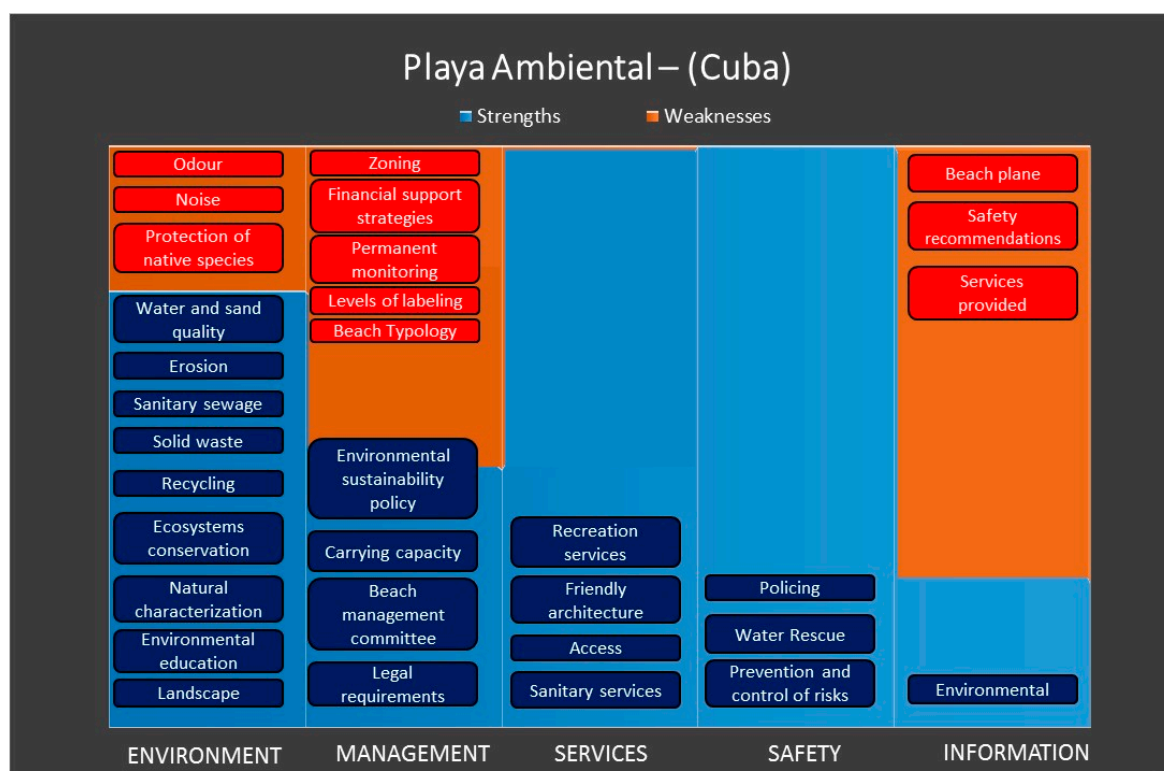 Playa Ambiental – (Cuba)
Strengths
Weaknesses
Odour
Noise
Protection of
native species
Water and sand
quality
Erosion
Sanitary sewage
Solid waste
Recycling
Ecosystems
conservation
Natural
characterization
Environmental
education
Landscape
ENVIRONMENT
Zoning
Financial support
strategies
Permanent
monitoring
Levels of labeling
Beach Typology
Environmental
sustainability
policy
Carrying capacity
Beach
management
committee
Legal
requirements
MANAGEMENT
Recreation
services
Friendly
architecture
Access
Sanitary services
SERVICES
Policing
Water Rescue
Prevention and
control of risks
SAFETY
Beach plane
Safety
recommendations
Services
provided
Environmental
INFORMATION